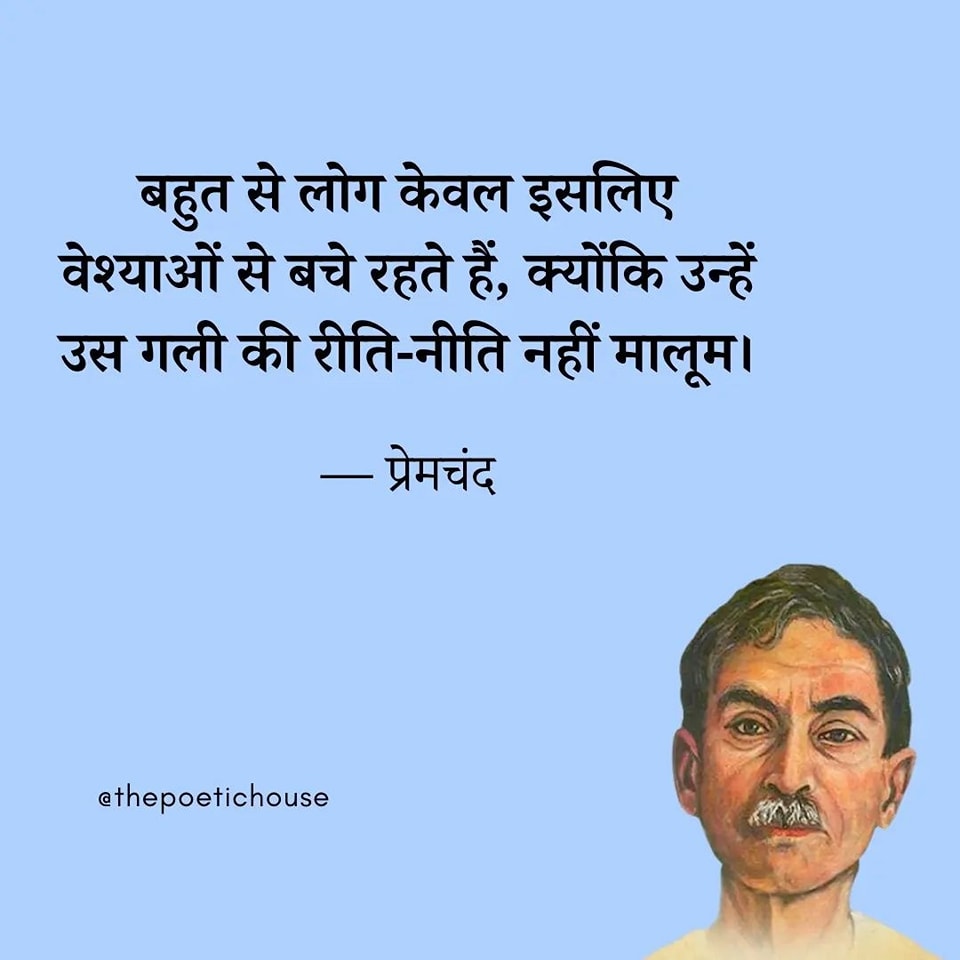 बहुत से लोग केवल इसलिए
वेश्याओं से बचे रहते हैं, क्योंकि उन्हें
उस गली की रीति-नीति नहीं मालूम।
— प्रेमचंद
@thepoetichouse